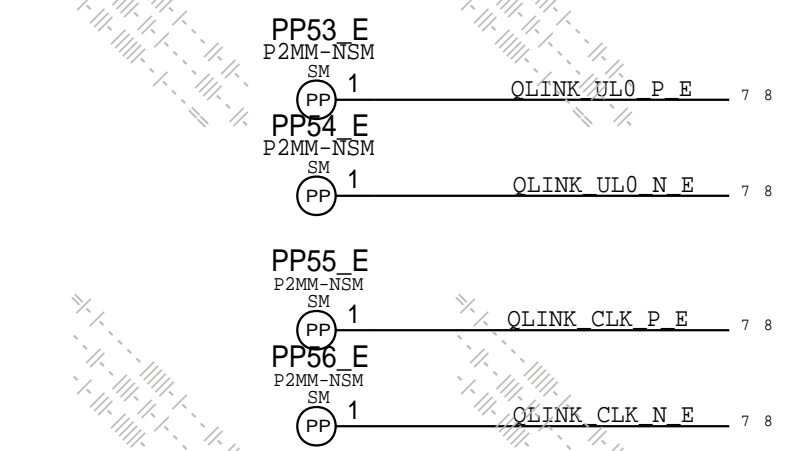 PP53_E
P2MM-NSM
SM
PP 1 QLINK_UL0_P_E 7 8
PP54_E
P2MM-NSM
SM
PP 1 QLINK_UL0_N_E 7 8
PP55_E
P2MM-NSM
SM
PP 1 QLINK_CLK_P_E 7 8
PP56_E
P2MM-NSM
SM
PP 1 QLINK_CLK_N_E 7 8